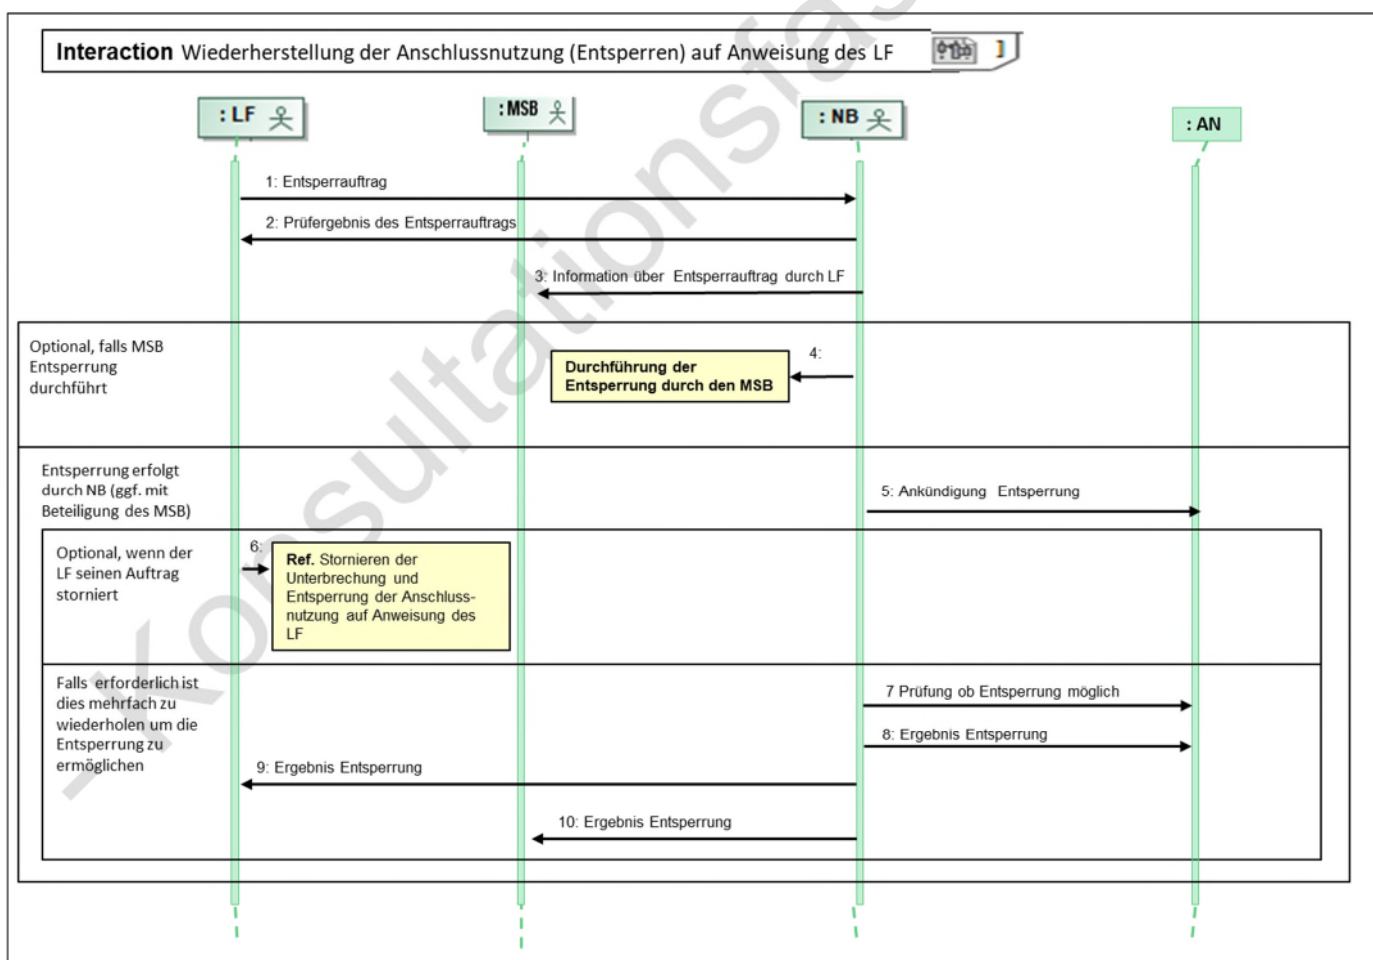 Interaction Wiederherstellung der Anschlussnutzung (Entsperren) auf Anweisung des LF
: LF
: MSB
: NB
: AN
1: Entsperrauftrag
2: Prüfergebnis des Entsperrauftrags
3: Information über Entsperrauftrag durch LF
Optional, falls MSB
Entsperrung
durchführt
4:
Durchführung der
Entsperrung durch den MSB
Entsperrung erfolgt
durch NB (ggf. mit
Beteiligung des MSB)
5: Ankündigung Entsperrung
Optional, wenn der
LF seinen Auftrag
storniert
6:
Ref. Stornieren der
Unterbrechung und
Entsperrung der Anschluss-
nutzung auf Anweisung des
LF
Falls erforderlich ist
dies mehrfach zu
wiederholen um die
Entsperrung zu
ermöglichen
7 Prüfung ob Entsperrung möglich
8: Ergebnis Entsperrung
9: Ergebnis Entsperrung
10: Ergebnis Entsperrung